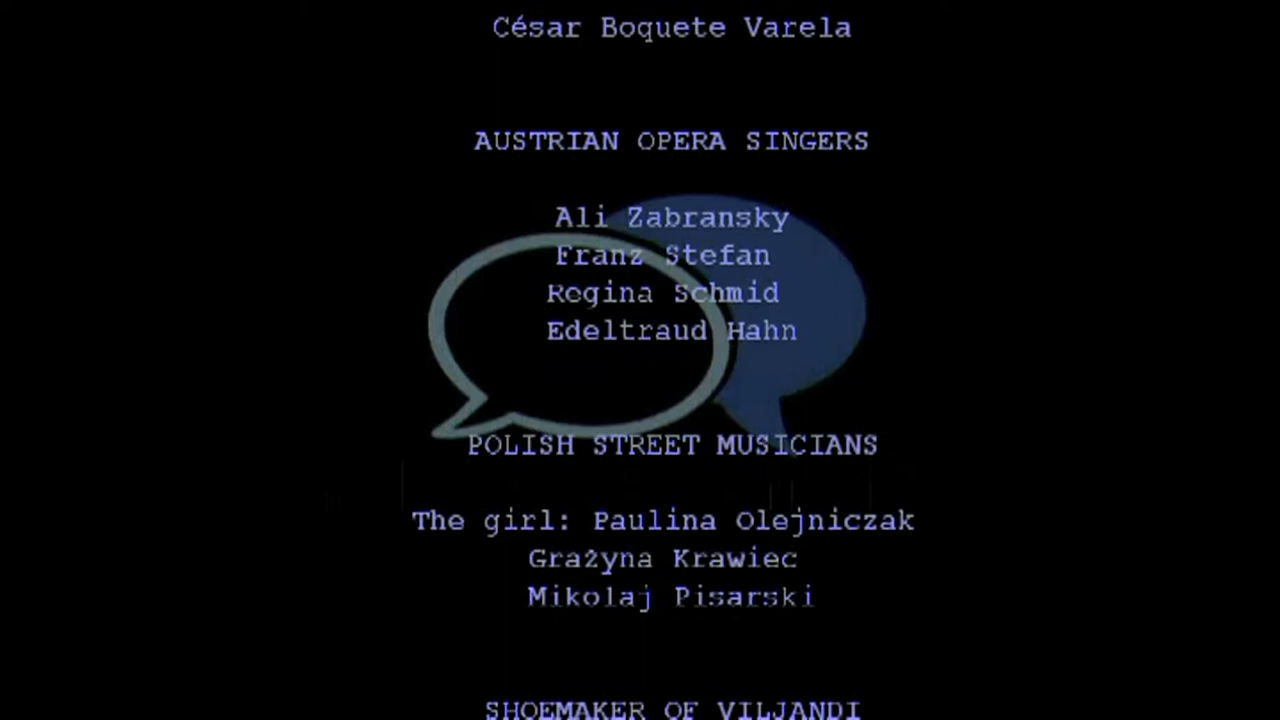 César Boquete Varela
AUSTRIAN OPERA SINGERS
Ali Zabransky
Franz Stefan
Regina Schmid
Edeltraud Hahn
POLISH STREET MUSICIANS
The girl: Paulina Olejniczak
Grażyna Krawiec
Mikolaj Pisarski
SHOEMAKER OF VILJANDI